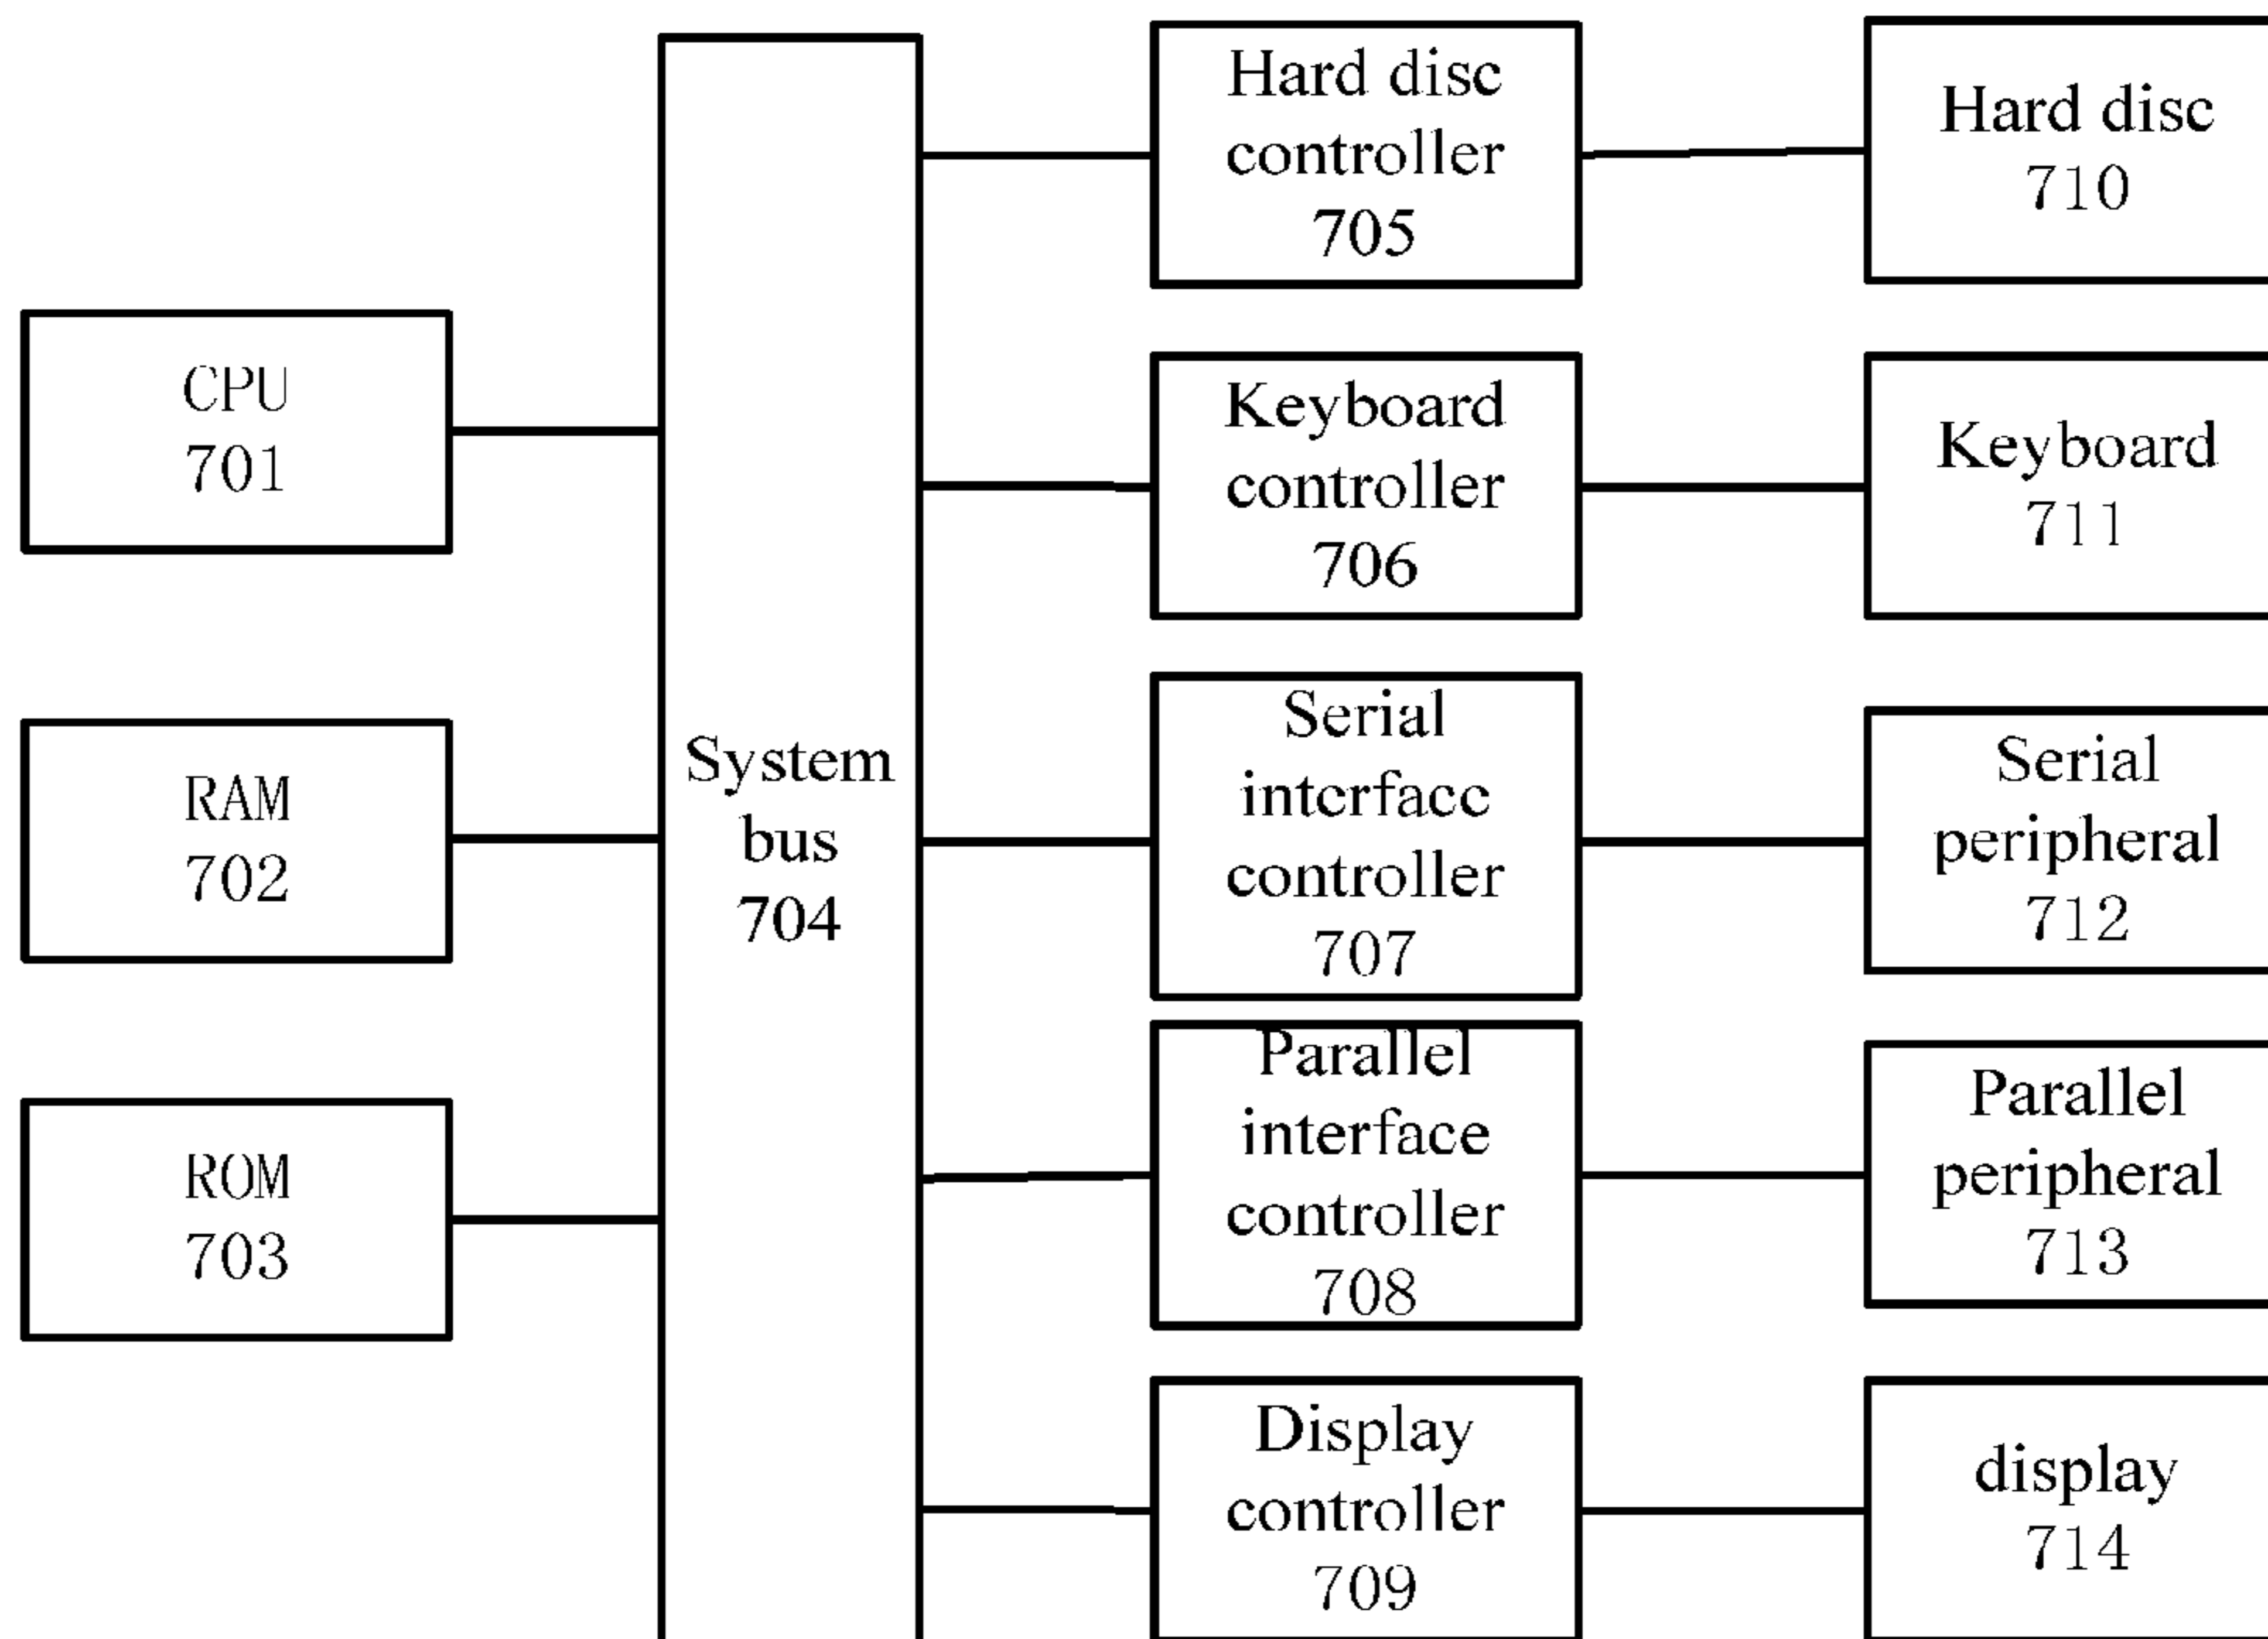 CPU
701
RAM
702
ROM
703
System
bus
704
Hard disc
controller
705
Keyboard
controller
706
Serial
interface
controller
707
Parallel
interface
controller
708
Display
controller
709
Hard disc
710
Keyboard
711
Serial
peripheral
712
Parallel
peripheral
713
display
714